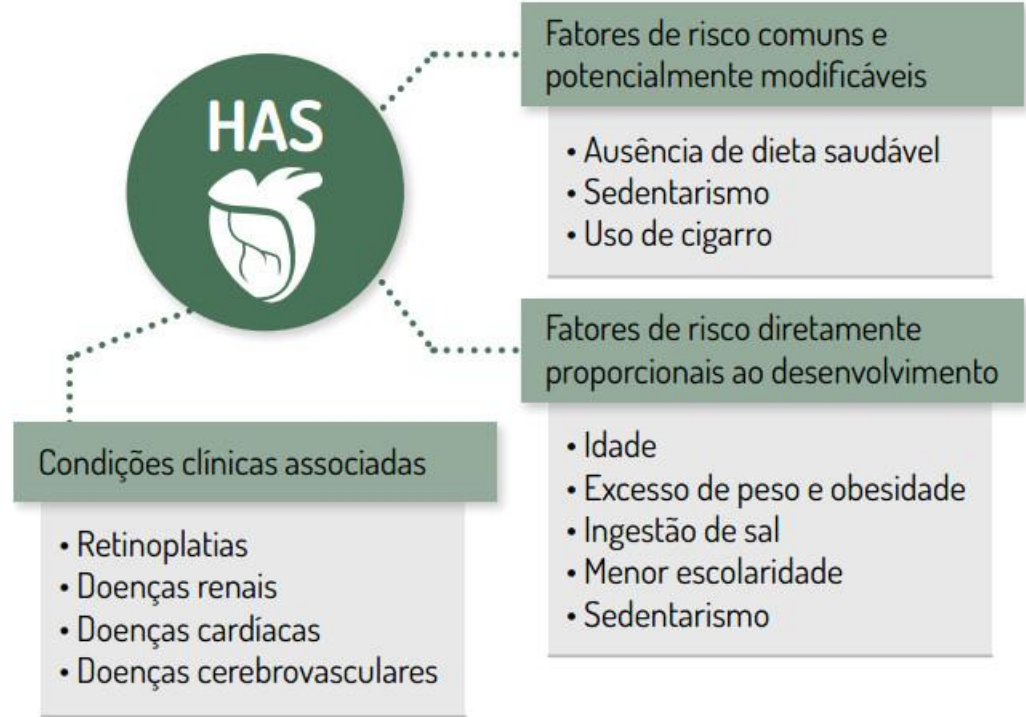 HAS
Fatores de risco comuns e
potencialmente modificáveis
• Ausência de dieta saudável
• Sedentarismo
• Uso de cigarro
Fatores de risco diretamente
proporcionais ao desenvolvimento
• Idade
• Excesso de peso e obesidade
• Ingestão de sal
• Menor escolaridade
• Sedentarismo
Condições clínicas associadas
• Retinoplatias
• Doenças renais
• Doenças cardíacas
• Doenças cerebrovasculares